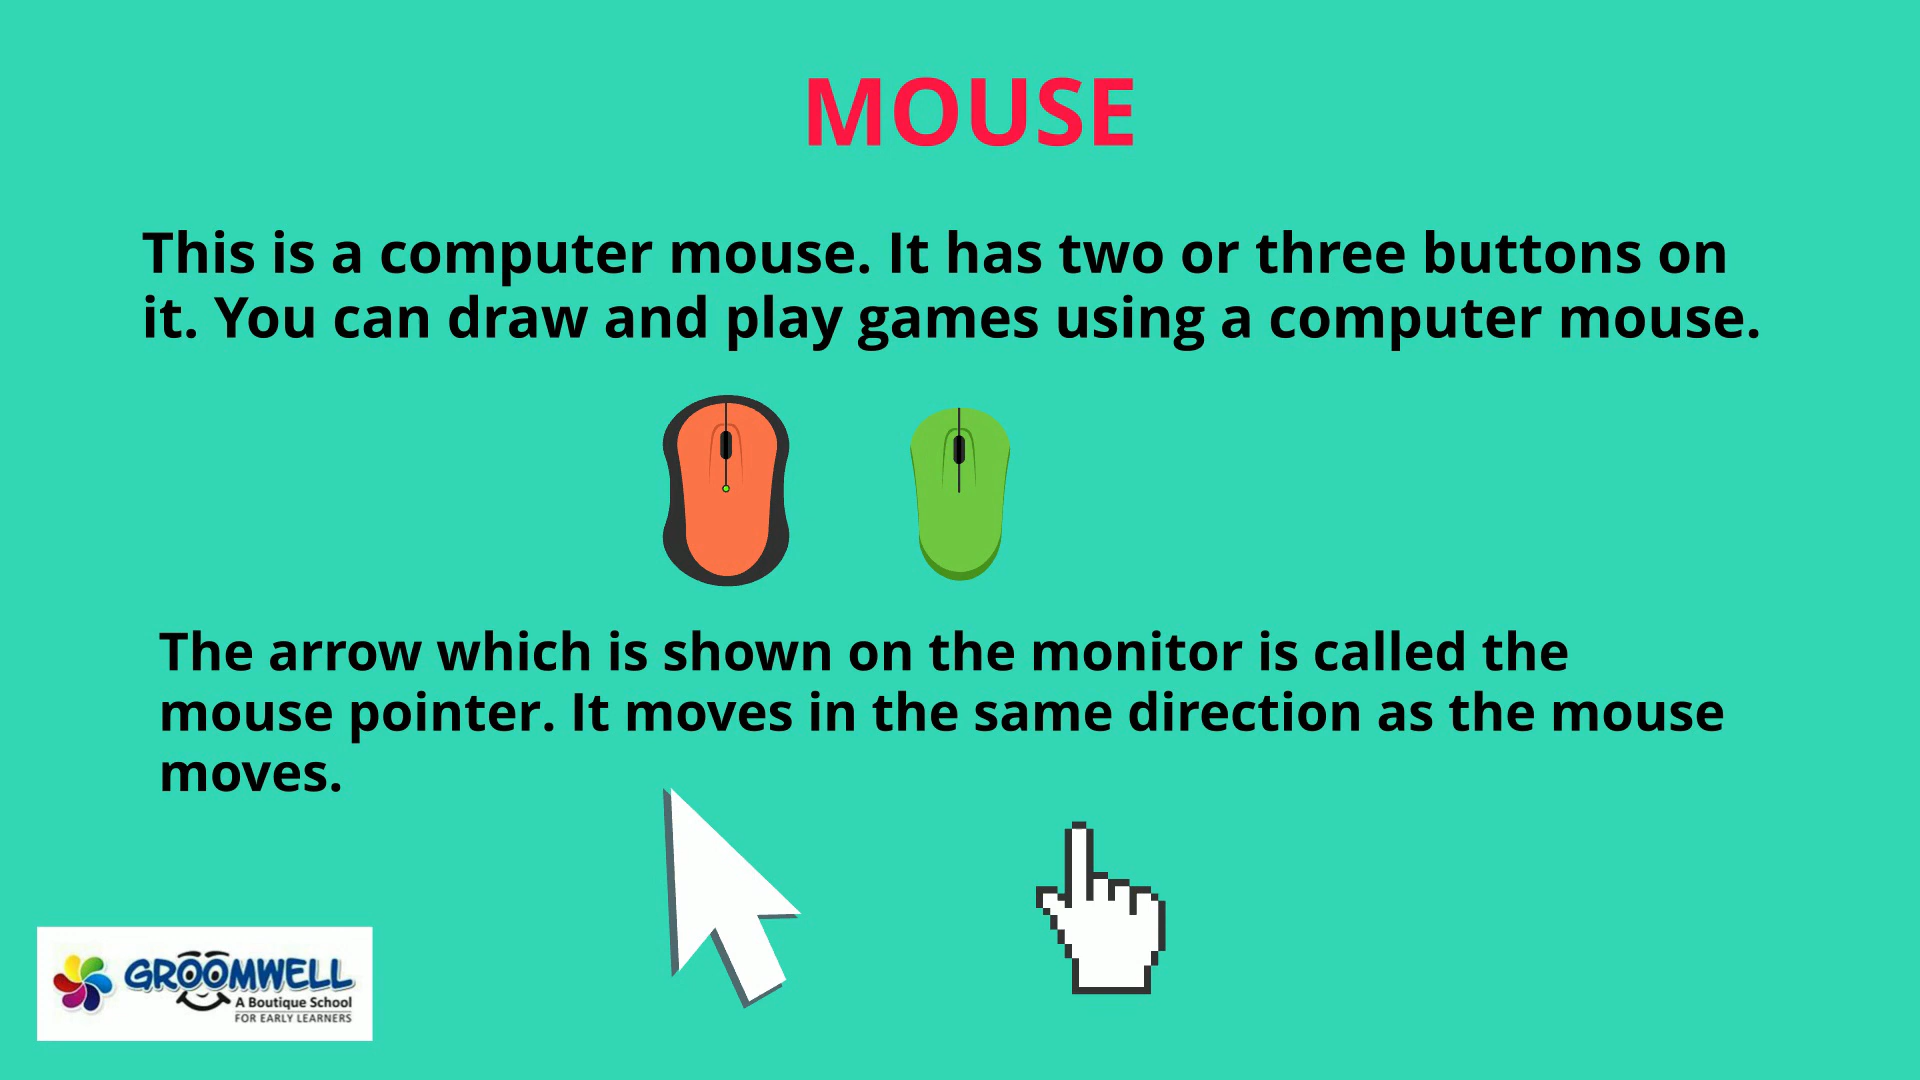 MOUSE
This is a computer mouse. It has two or three buttons on
it. You can draw and play games using a computer mouse.
The arrow which is shown on the monitor is called the
mouse pointer. It moves in the same direction as the mouse
moves.
GROOMWELL
A Boutique School
FOR EARLY LEARNERS